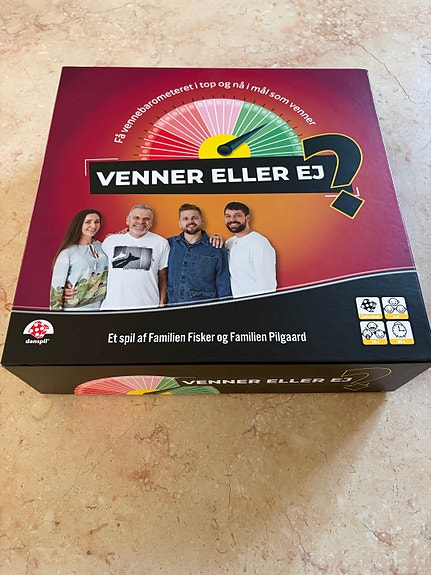 Få vennebarometeret i top og nå i mål som venner
VENNER ELLER EJ
?
danspil
Et spil af Familien Fisker og Familien Pilgaard
VENNER ELLER EJ ?